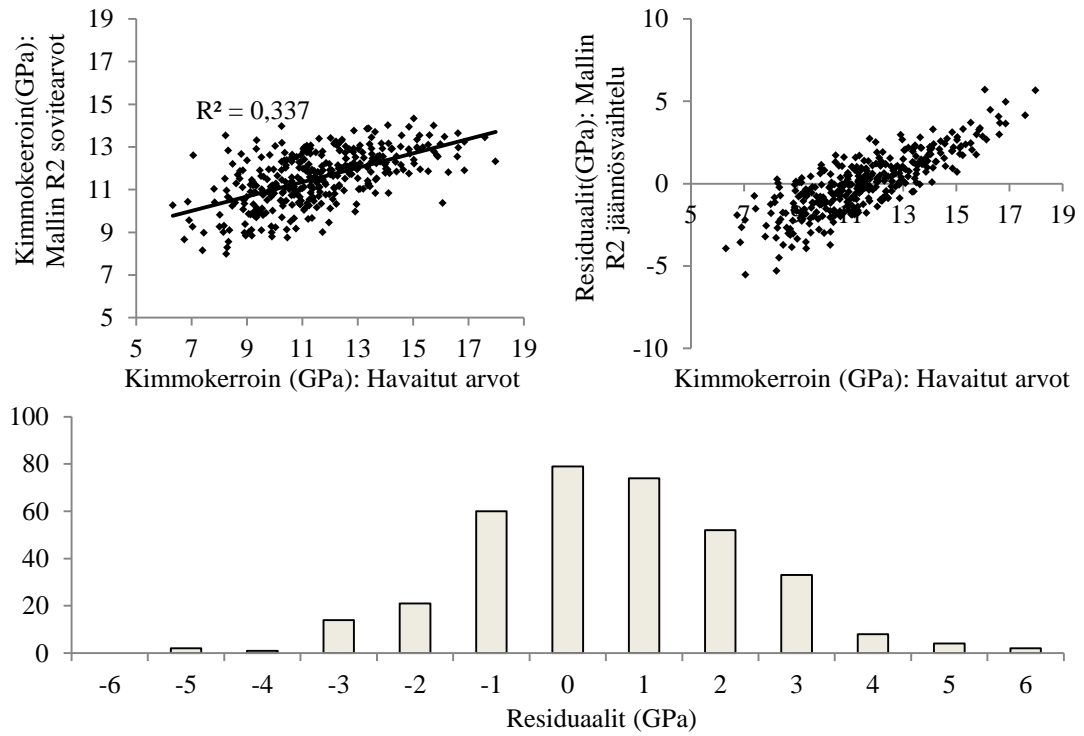 Kimmokeeroin(GPa):
Mallin R2 sovitearvot
19
17
15
13
11
9
7
5
R² = 0,337
5 7 9 11 13 15 17 19
Kimmokerroin (GPa): Havaitut arvot
Residuaalit(GPa): Mallin
R2 jäännösvaihtelu
10
5
0
-5
-10
5 7 9 11 13 15 17 19
Kimmokerroin (GPa): Havaitut arvot
100
80
60
40
20
0
-6 -5 -4 -3 -2 -1 0 1 2 3 4 5 6
Residuaalit (GPa)